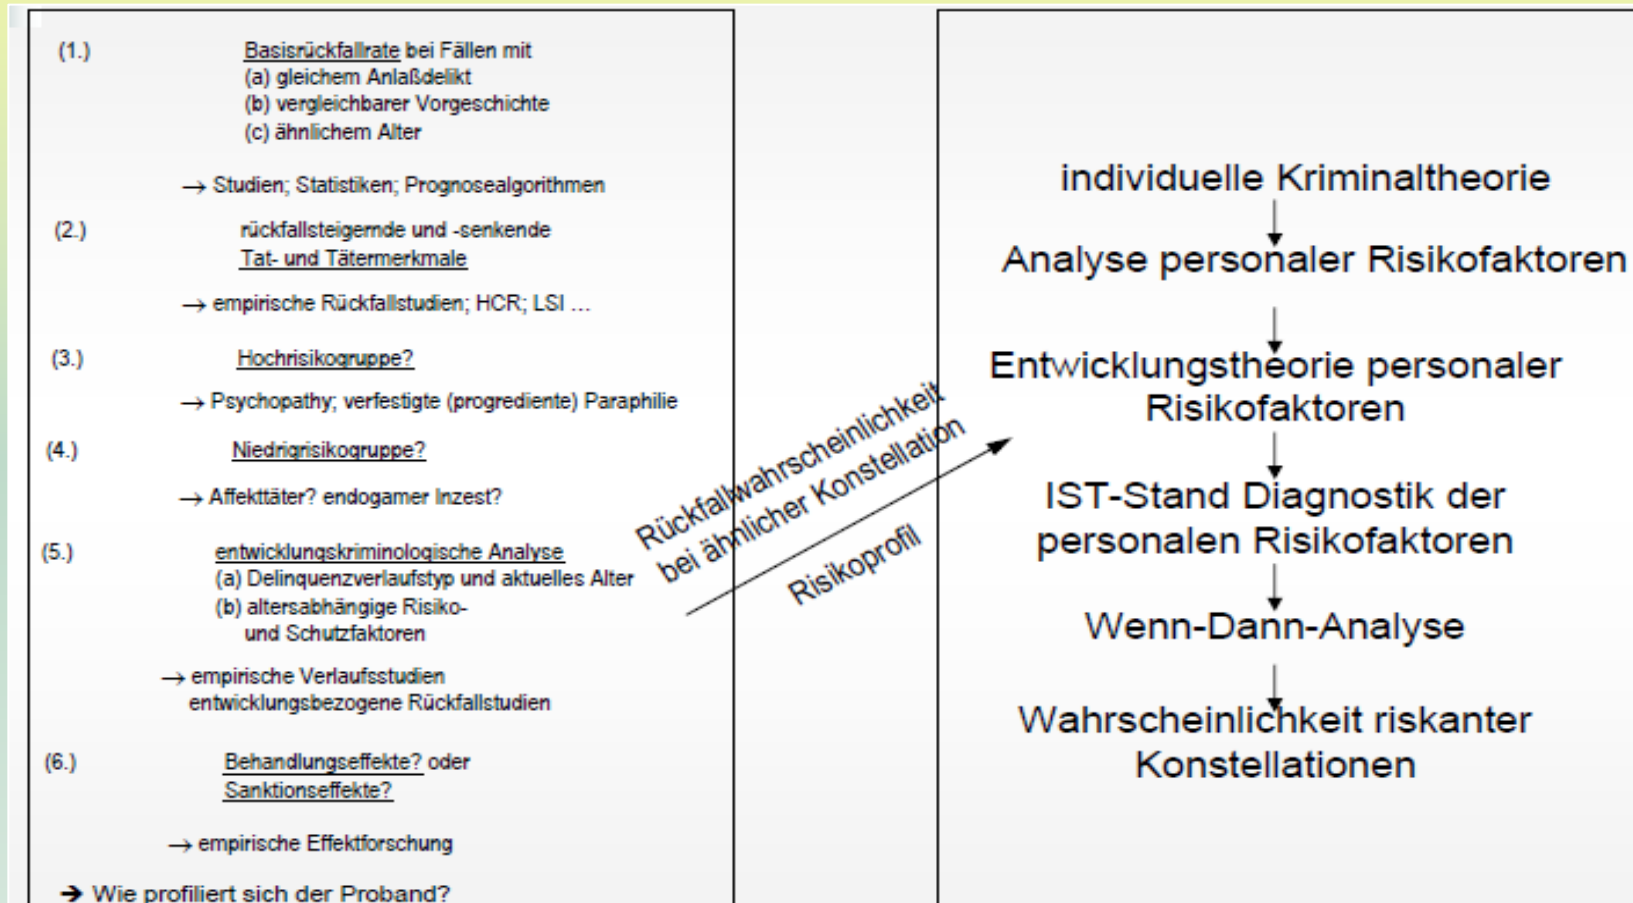 (1.) Basisrückfallrate bei Fällen mit
(a) gleichem Anlaßdelikt
(b) vergleichbarer Vorgeschichte
(c) ähnlichem Alter
→ Studien; Statistiken; Prognosealgorithmen
(2.) rückfallsteigernde und -senkende
Tat- und Tätermerkmale
→ empirische Rückfallstudien; HCR; LSI ...
(3.) Hochrisikogruppe?
→ Psychopathy; verfestigte (progrediente) Paraphilie
(4.) Niedrigrisikogruppe?
→ Affekttäter? endogamer Inzest?
(5.) entwicklungskriminologische Analyse
(a) Delinquenzverlaufstyp und aktuelles Alter
(b) altersabhängige Risiko-
und Schutzfaktoren
→ empirische Verlaufsstudien
entwicklungsbezogene Rückfallstudien
(6.) Behandlungseffekte? oder
Sanktionseffekte?
→ empirische Effektforschung
➔ Wie profiliert sich der Proband?
Rückfallwahrscheinlichkeit
bei ähnlicher Konstellation
Risikoprofil
individuelle Kriminaltheorie
Analyse personaler Risikofaktoren
Entwicklungstheorie personaler
Risikofaktoren
IST-Stand Diagnostik der
personalen Risikofaktoren
Wenn-Dann-Analyse
Wahrscheinlichkeit riskanter
Konstellationen